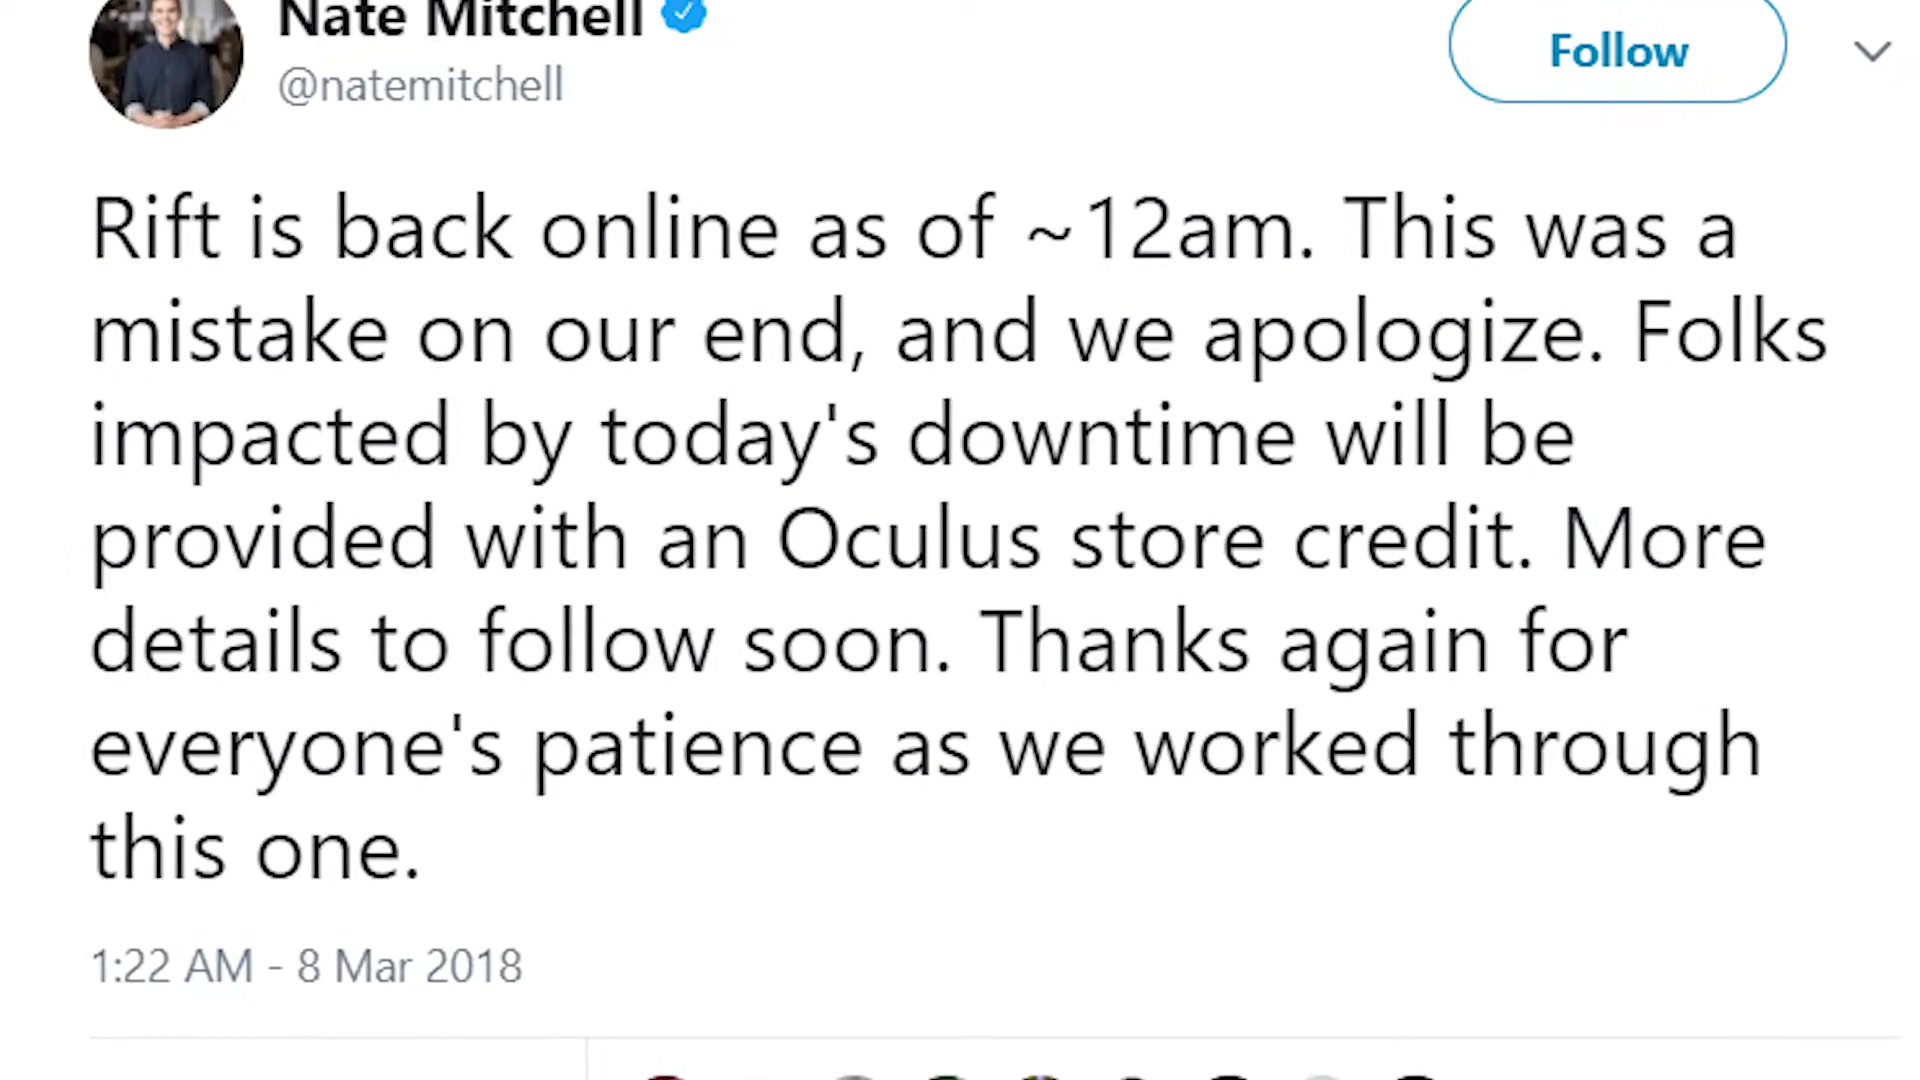 Nate Mitchell
@natemitchell
Follow
Rift is back online as of ~12am. This was a
mistake on our end, and we apologize. Folks
impacted by today's downtime will be
provided with an Oculus store credit. More
details to follow soon. Thanks again for
everyone's patience as we worked through
this one.
1:22 AM - 8 Mar 2018